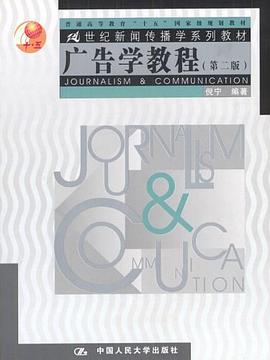 普通高等教育“十五”国家级规划教材
21世纪新闻传播学系列教材
十·五
广告学教程(第二版)
JOURNALISM & COMMUNICATION
倪宁 编著
JOURNALISM
&
COMMUNICATION
中国人民大学出版社